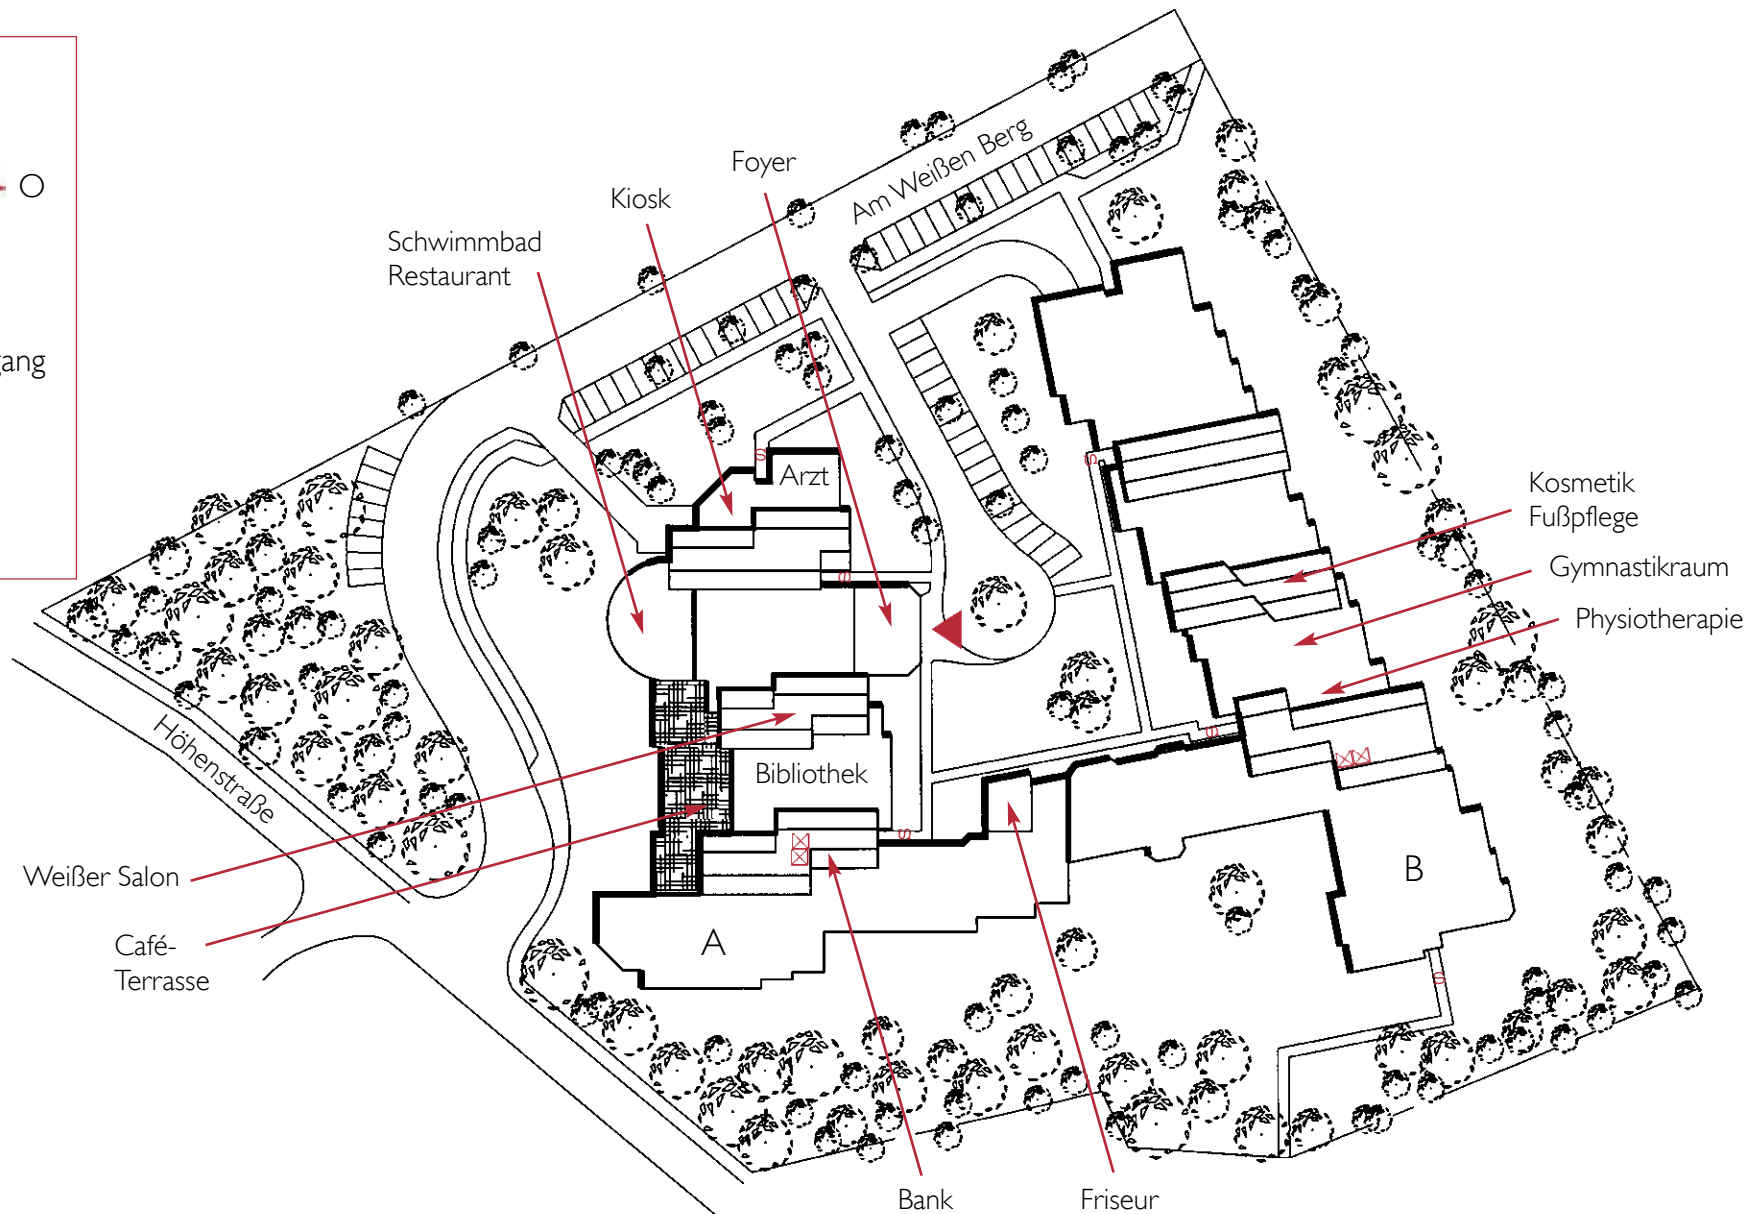 O
gang
Am Weißen Berg
Foyer
Kiosk
Schwimmbad
Restaurant
S
Arzt
S
S
Kosmetik
Fußpflege
Gymnastikraum
Physiotherapie
S
Höhenstraße
Bibliothek
S
Weißer Salon
B
A
Café-
Terrasse
S
Bank
Friseur